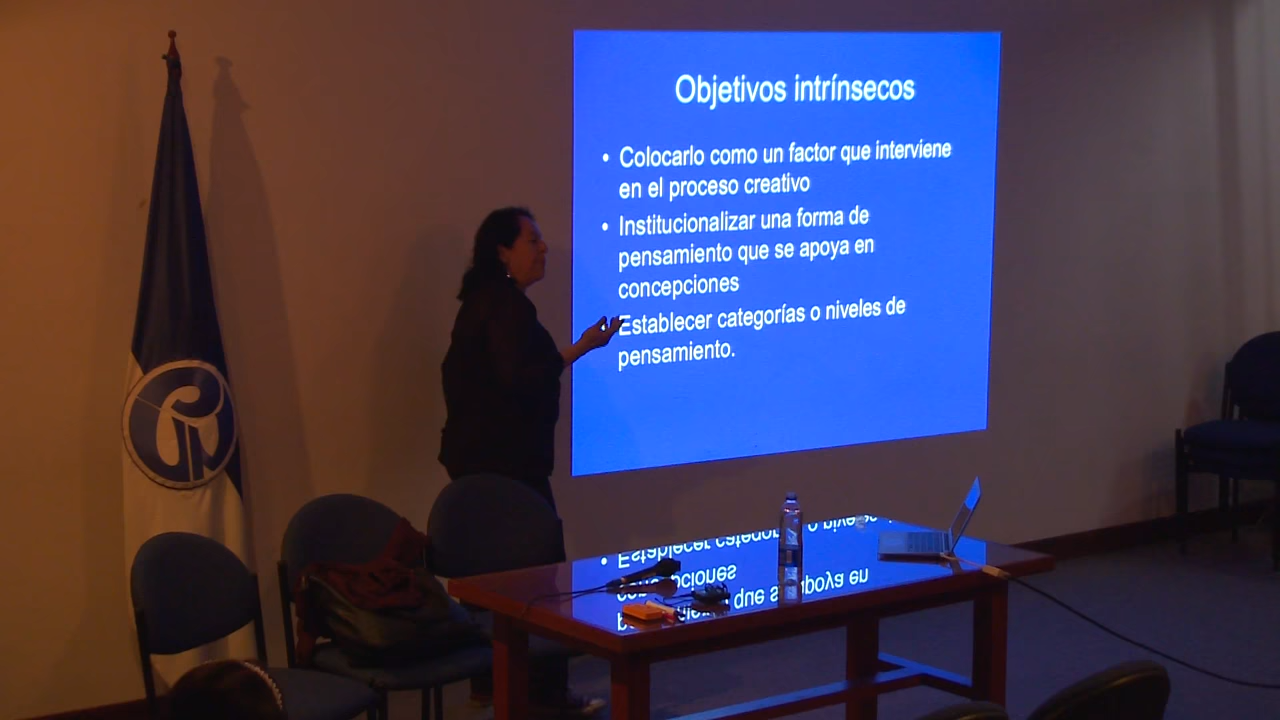 Objetivos intrínsecos
• Colocarlo como un factor que interviene
en el proceso creativo
• Institucionalizar una forma de
pensamiento que se apoya en
concepciones
• Establecer categorías o niveles de
pensamiento.